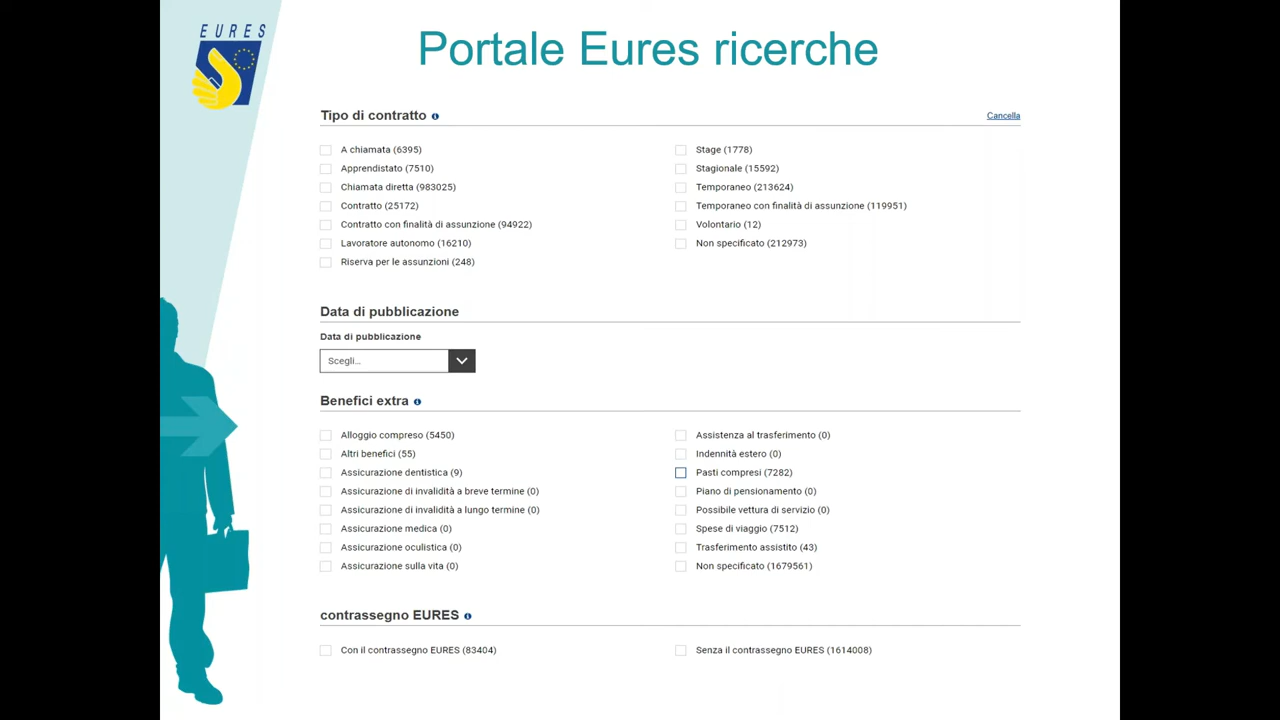 EURES
Portale Eures ricerche
Tipo di contratto
Cancella
A chiamata (6395)
Apprendistato (7510)
Chiamata diretta (983025)
Contratto (25172)
Contratto con finalità di assunzione (94922)
Lavoratore autonomo (16210)
Riserva per le assunzioni (248)
Stage (1778)
Stagionale (15592)
Temporaneo (213624)
Temporaneo con finalità di assunzione (119951)
Volontario (12)
Non specificato (212973)
Data di pubblicazione
Data di pubblicazione
Scegli...
Benefici extra
Alloggio compreso (5450)
Altri benefici (55)
Assicurazione dentistica (9)
Assicurazione di invalidità a breve termine (0)
Assicurazione di invalidità a lungo termine (0)
Assicurazione medica (0)
Assicurazione oculistica (0)
Assicurazione sulla vita (0)
Assistenza al trasferimento (0)
Indennità estero (0)
Pasti compresi (7282)
Piano di pensionamento (0)
Possibile vettura di servizio (0)
Spese di viaggio (7512)
Trasferimento assistito (43)
Non specificato (1679561)
contrassegno EURES
Con il contrassegno EURES (83404)
Senza il contrassegno EURES (1614008)